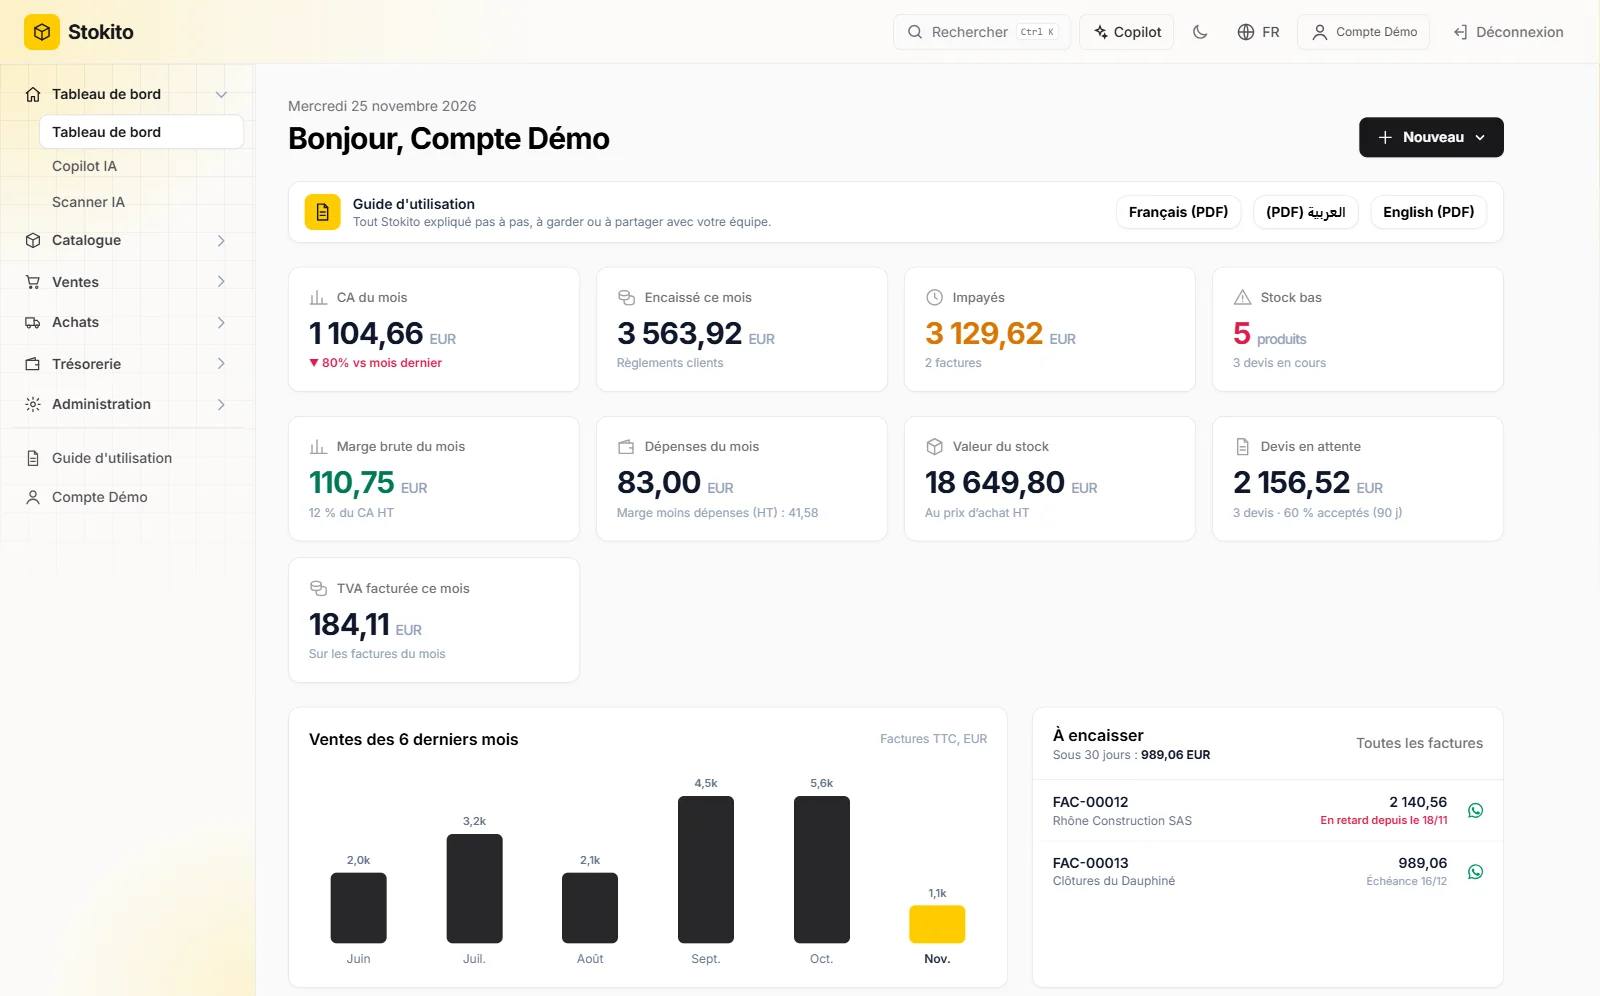 Stokito
Rechercher Ctrl K
Copilot
FR
Compte Démo
Déconnexion
Tableau de bord
Tableau de bord
Copilot IA
Scanner IA
Catalogue
Ventes
Achats
Trésorerie
Administration
Guide d'utilisation
Compte Démo
Mercredi 25 novembre 2026
Bonjour, Compte Démo
Nouveau
Guide d'utilisation
Tout Stokito expliqué pas à pas, à garder ou à partager avec votre équipe.
Français (PDF)
العربية (PDF)
English (PDF)
CA du mois
1 104,66 EUR
▼ 80% vs mois dernier
Encaissé ce mois
3 563,92 EUR
Règlements clients
Impayés
3 129,62 EUR
2 factures
Stock bas
5 produits
3 devis en cours
Marge brute du mois
110,75 EUR
12 % du CA HT
Dépenses du mois
83,00 EUR
Marge moins dépenses (HT) : 41,58
Valeur du stock
18 649,80 EUR
Au prix d’achat HT
Devis en attente
2 156,52 EUR
3 devis · 60 % acceptés (90 j)
TVA facturée ce mois
184,11 EUR
Sur les factures du mois
Ventes des 6 derniers mois
Factures TTC, EUR
2,0k
3,2k
2,1k
4,5k
5,6k
1,1k
Juin
Juil.
Août
Sept.
Oct.
Nov.
À encaisser
Sous 30 jours : 989,06 EUR
Toutes les factures
FAC-00012
2 140,56
Rhône Construction SAS
En retard depuis le 18/11
FAC-00013
989,06
Clôtures du Dauphiné
Échéance 16/12